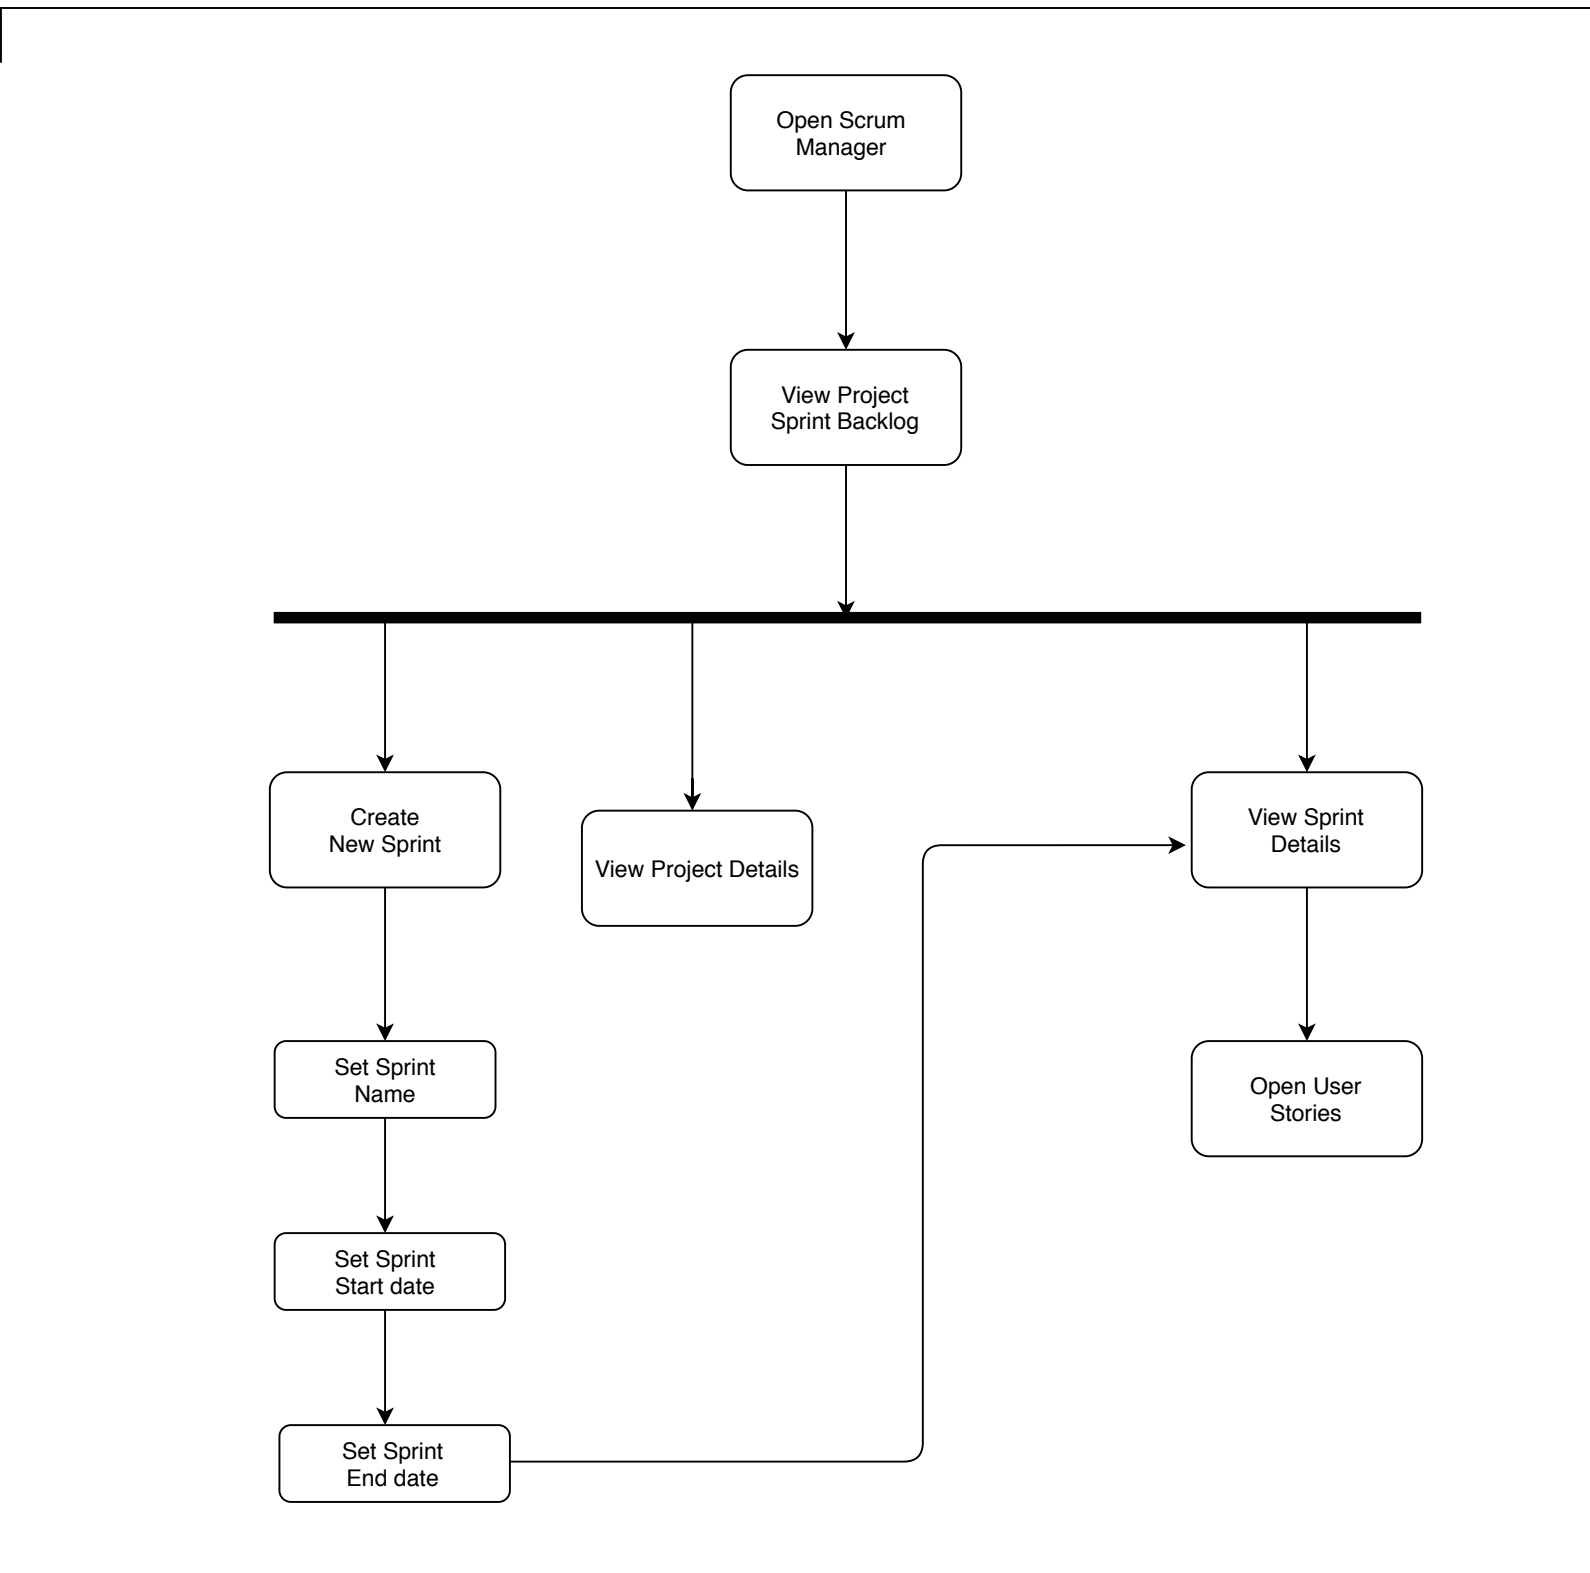 Open Scrum
Manager
View Project
Sprint Backlog
Create
New Sprint
View Project Details
View Sprint
Details
Set Sprint
Name
Open User
Stories
Set Sprint
Start date
Set Sprint
End date